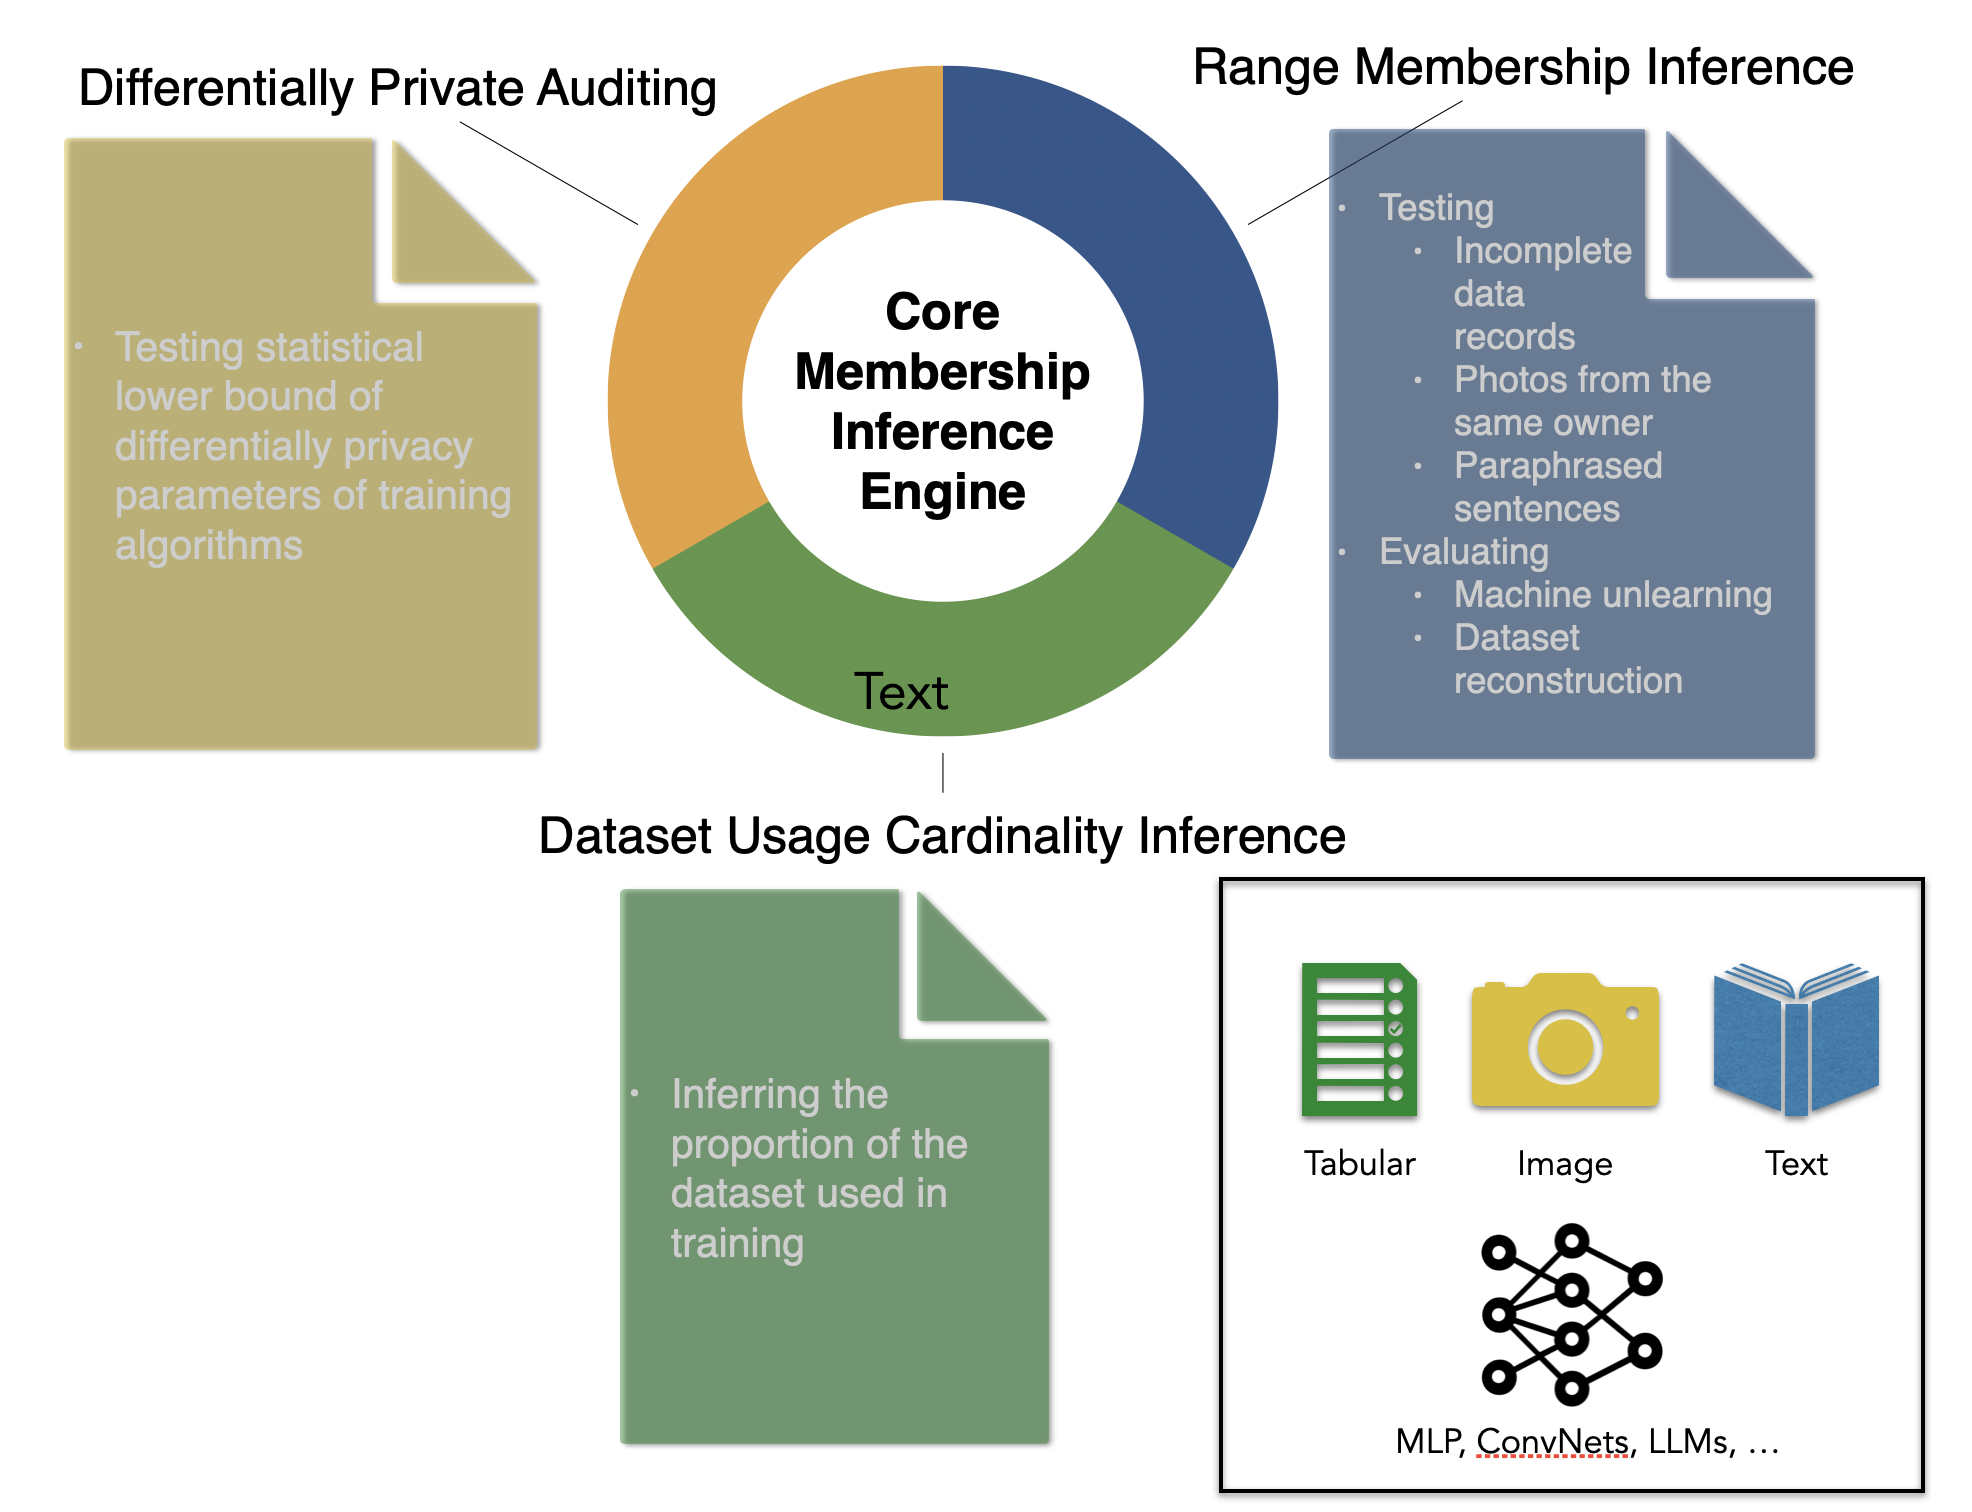 Differentially Private Auditing
Range Membership Inference
• Testing statistical
lower bound of
differentially privacy
parameters of training
algorithms
Core
Membership
Inference
Engine
Text
• Testing
• Incomplete
data
records
• Photos from the
same owner
• Paraphrased
sentences
• Evaluating
• Machine unlearning
• Dataset
reconstruction
Dataset Usage Cardinality Inference
• Inferring the
proportion of the
dataset used in
training
Tabular Image Text
MLP, ConvNets, LLMs, …